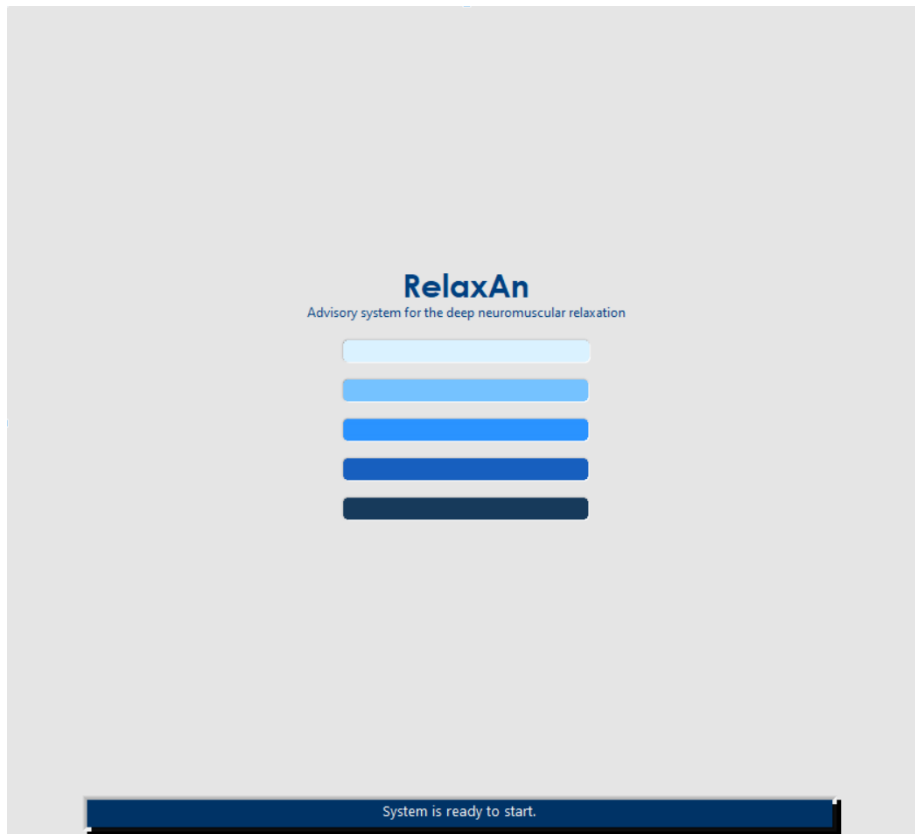 RelaxAn
Advisory system for the deep neuromuscular relaxation
System is ready to start.